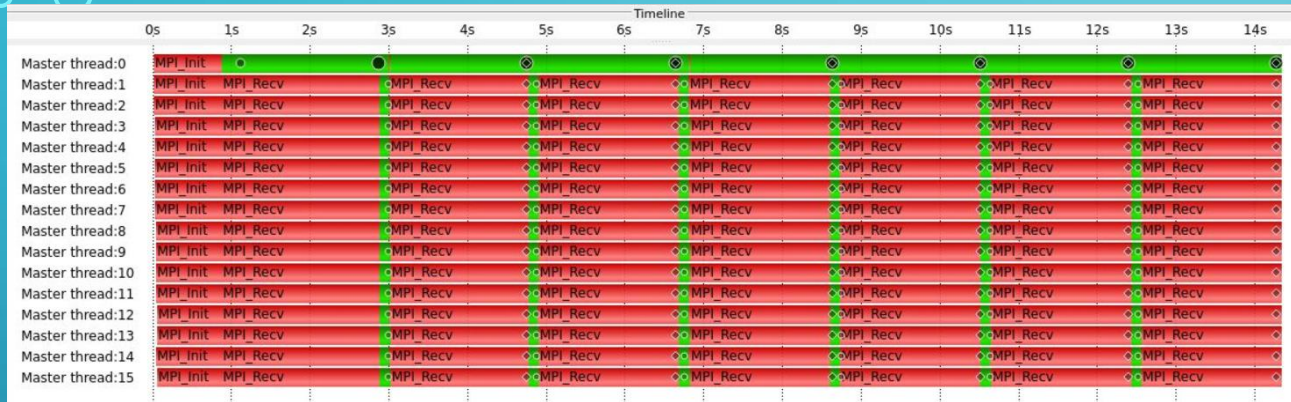 Timeline
0s 1s 2s 3s 4s 5s 6s 7s 8s 9s 10s 11s 12s 13s 14s
Master thread:0 MPI_Init
Master thread:1 MPI_Init MPI_Recv MPI_Recv MPI_Recv MPI_Recv MPI_Recv MPI_Recv MPI_Recv
Master thread:2 MPI_Init MPI_Recv MPI_Recv MPI_Recv MPI_Recv MPI_Recv MPI_Recv MPI_Recv
Master thread:3 MPI_Init MPI_Recv MPI_Recv MPI_Recv MPI_Recv MPI_Recv MPI_Recv MPI_Recv
Master thread:4 MPI_Init MPI_Recv MPI_Recv MPI_Recv MPI_Recv MPI_Recv MPI_Recv MPI_Recv
Master thread:5 MPI_Init MPI_Recv MPI_Recv MPI_Recv MPI_Recv MPI_Recv MPI_Recv MPI_Recv
Master thread:6 MPI_Init MPI_Recv MPI_Recv MPI_Recv MPI_Recv MPI_Recv MPI_Recv MPI_Recv
Master thread:7 MPI_Init MPI_Recv MPI_Recv MPI_Recv MPI_Recv MPI_Recv MPI_Recv MPI_Recv
Master thread:8 MPI_Init MPI_Recv MPI_Recv MPI_Recv MPI_Recv MPI_Recv MPI_Recv MPI_Recv
Master thread:9 MPI_Init MPI_Recv MPI_Recv MPI_Recv MPI_Recv MPI_Recv MPI_Recv MPI_Recv
Master thread:10 MPI_Init MPI_Recv MPI_Recv MPI_Recv MPI_Recv MPI_Recv MPI_Recv MPI_Recv
Master thread:11 MPI_Init MPI_Recv MPI_Recv MPI_Recv MPI_Recv MPI_Recv MPI_Recv MPI_Recv
Master thread:12 MPI_Init MPI_Recv MPI_Recv MPI_Recv MPI_Recv MPI_Recv MPI_Recv MPI_Recv
Master thread:13 MPI_Init MPI_Recv MPI_Recv MPI_Recv MPI_Recv MPI_Recv MPI_Recv MPI_Recv
Master thread:14 MPI_Init MPI_Recv MPI_Recv MPI_Recv MPI_Recv MPI_Recv MPI_Recv MPI_Recv
Master thread:15 MPI_Init MPI_Recv MPI_Recv MPI_Recv MPI_Recv MPI_Recv MPI_Recv MPI_Recv